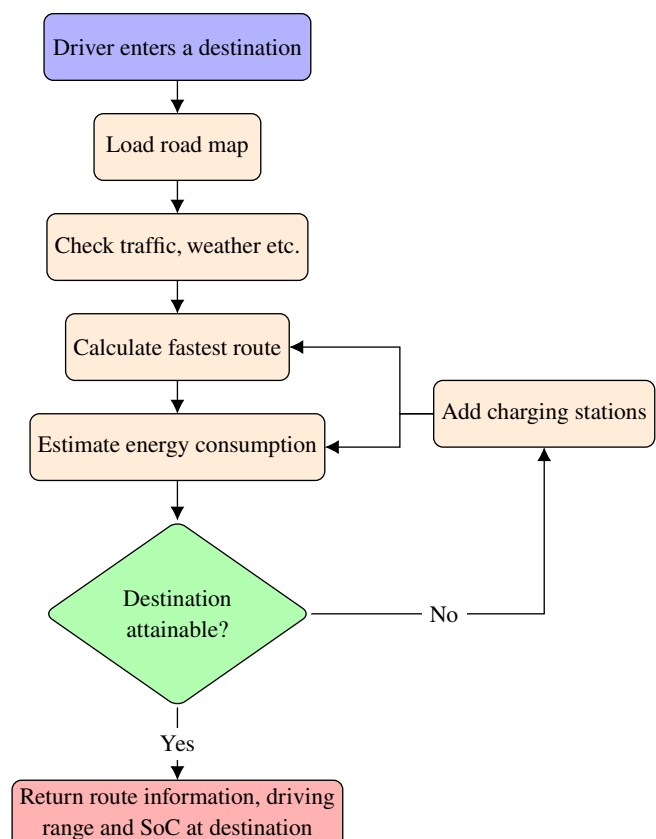 Driver enters a destination
Load road map
Check traffic, weather etc.
Calculate fastest route
Add charging stations
Estimate energy consumption
Destination
attainable?
No
Yes
Return route information, driving
range and SoC at destination